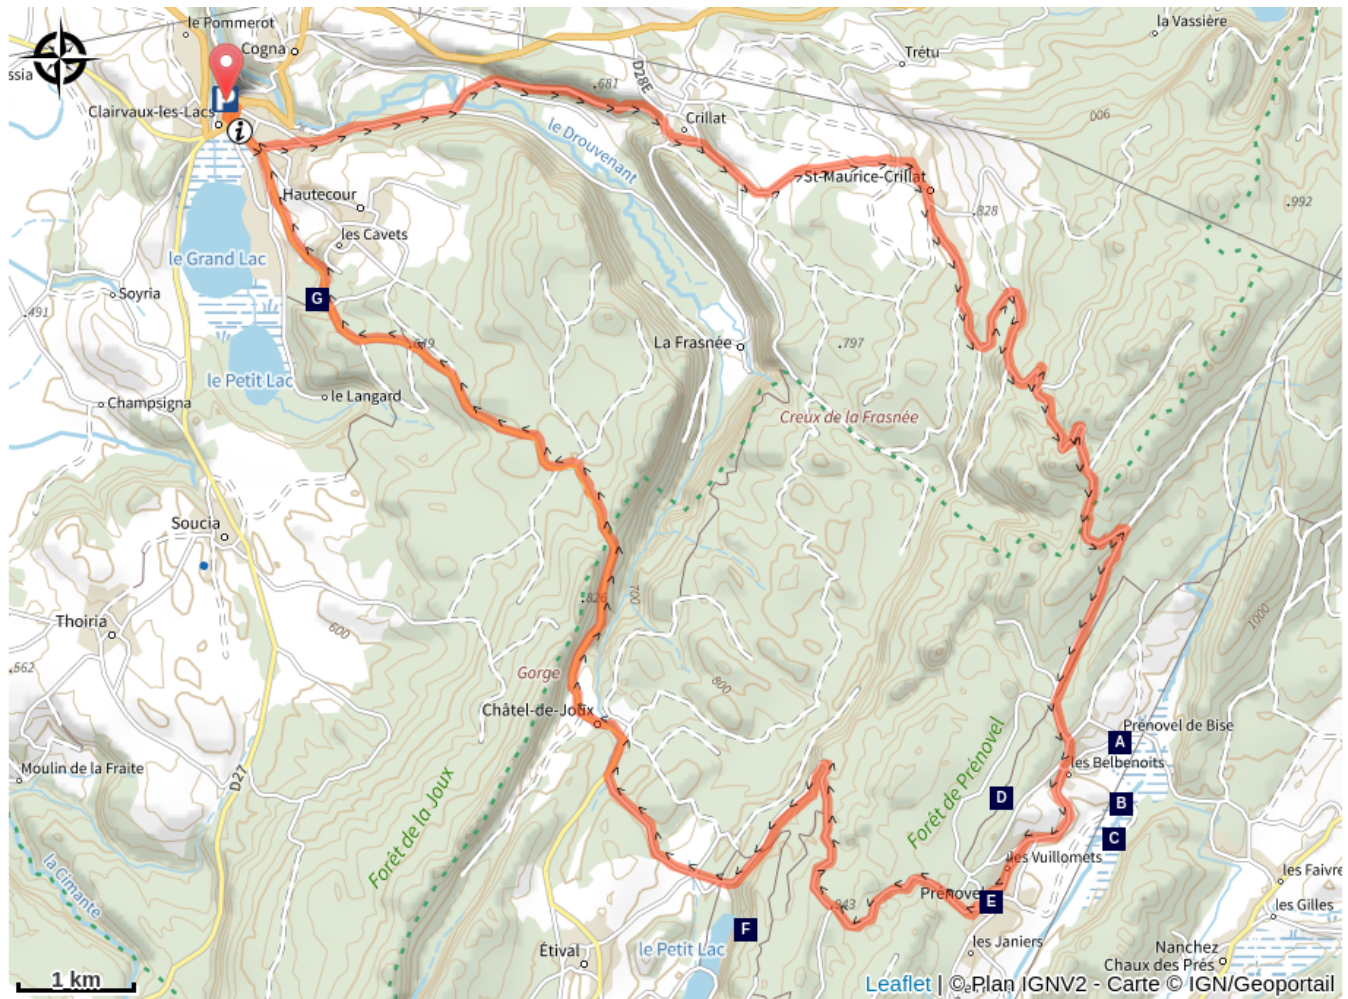 le Pommerot
la Vassière
Cogna
Trétu
ssia
.681
D28E
P
Clairvaux-les-Lacs
006
Crillat
i
le Drouvenant
St-Maurice-Crillat
Hautecour
.992
.828
les Cavets
le Grand Lac
Soyria
G
.491
La Frasnée
.797
le Petit Lac
le Langard
Champsigna
Creux de la Frasnée
Soucia
.826
700
Thoiria
600
1000
.562
Gorge
800
Châtel-de-Joux
Prénovel de Bise
A
Moulin de la Fraite
les Belbenoits
D27
Forêt de Prénovel
D
B
Forêt de la Joux
C
les Vuillomets
la Cimante
les Faivre
Prénovel
E
les Gilles
F
Étival
le Petit Lac
les Janiers
Nanchez
Chaux des Prés
1 km
Leaflet | © Plan IGNV2 - Carte © IGN/Geoportail